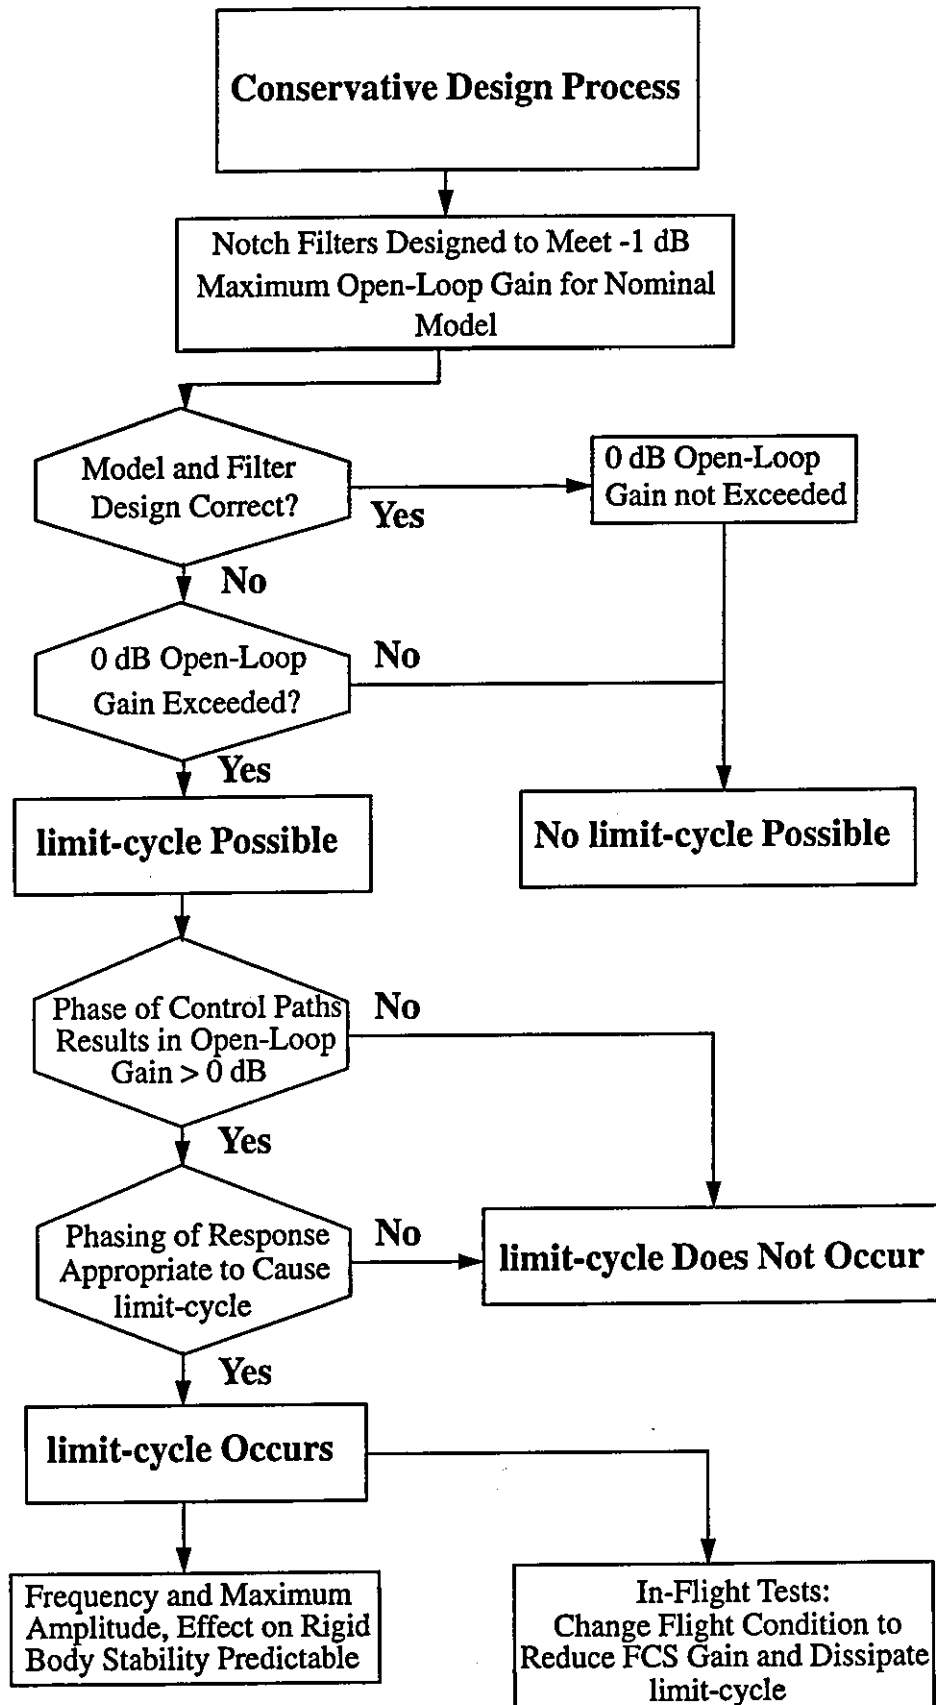 Conservative Design Process
Notch Filters Designed to Meet -1 dB
Maximum Open-Loop Gain for Nominal
Model
Model and Filter
Design Correct?
Yes
0 dB Open-Loop
Gain not Exceeded
No
0 dB Open-Loop
Gain Exceeded?
No
Yes
limit-cycle Possible
No limit-cycle Possible
Phase of Control Paths
Results in Open-Loop
Gain > 0 dB
No
Yes
Phasing of Response
Appropriate to Cause
limit-cycle
No
limit-cycle Does Not Occur
Yes
limit-cycle Occurs
Frequency and Maximum
Amplitude, Effect on Rigid
Body Stability Predictable
In-Flight Tests:
Change Flight Condition to
Reduce FCS Gain and Dissipate
limit-cycle